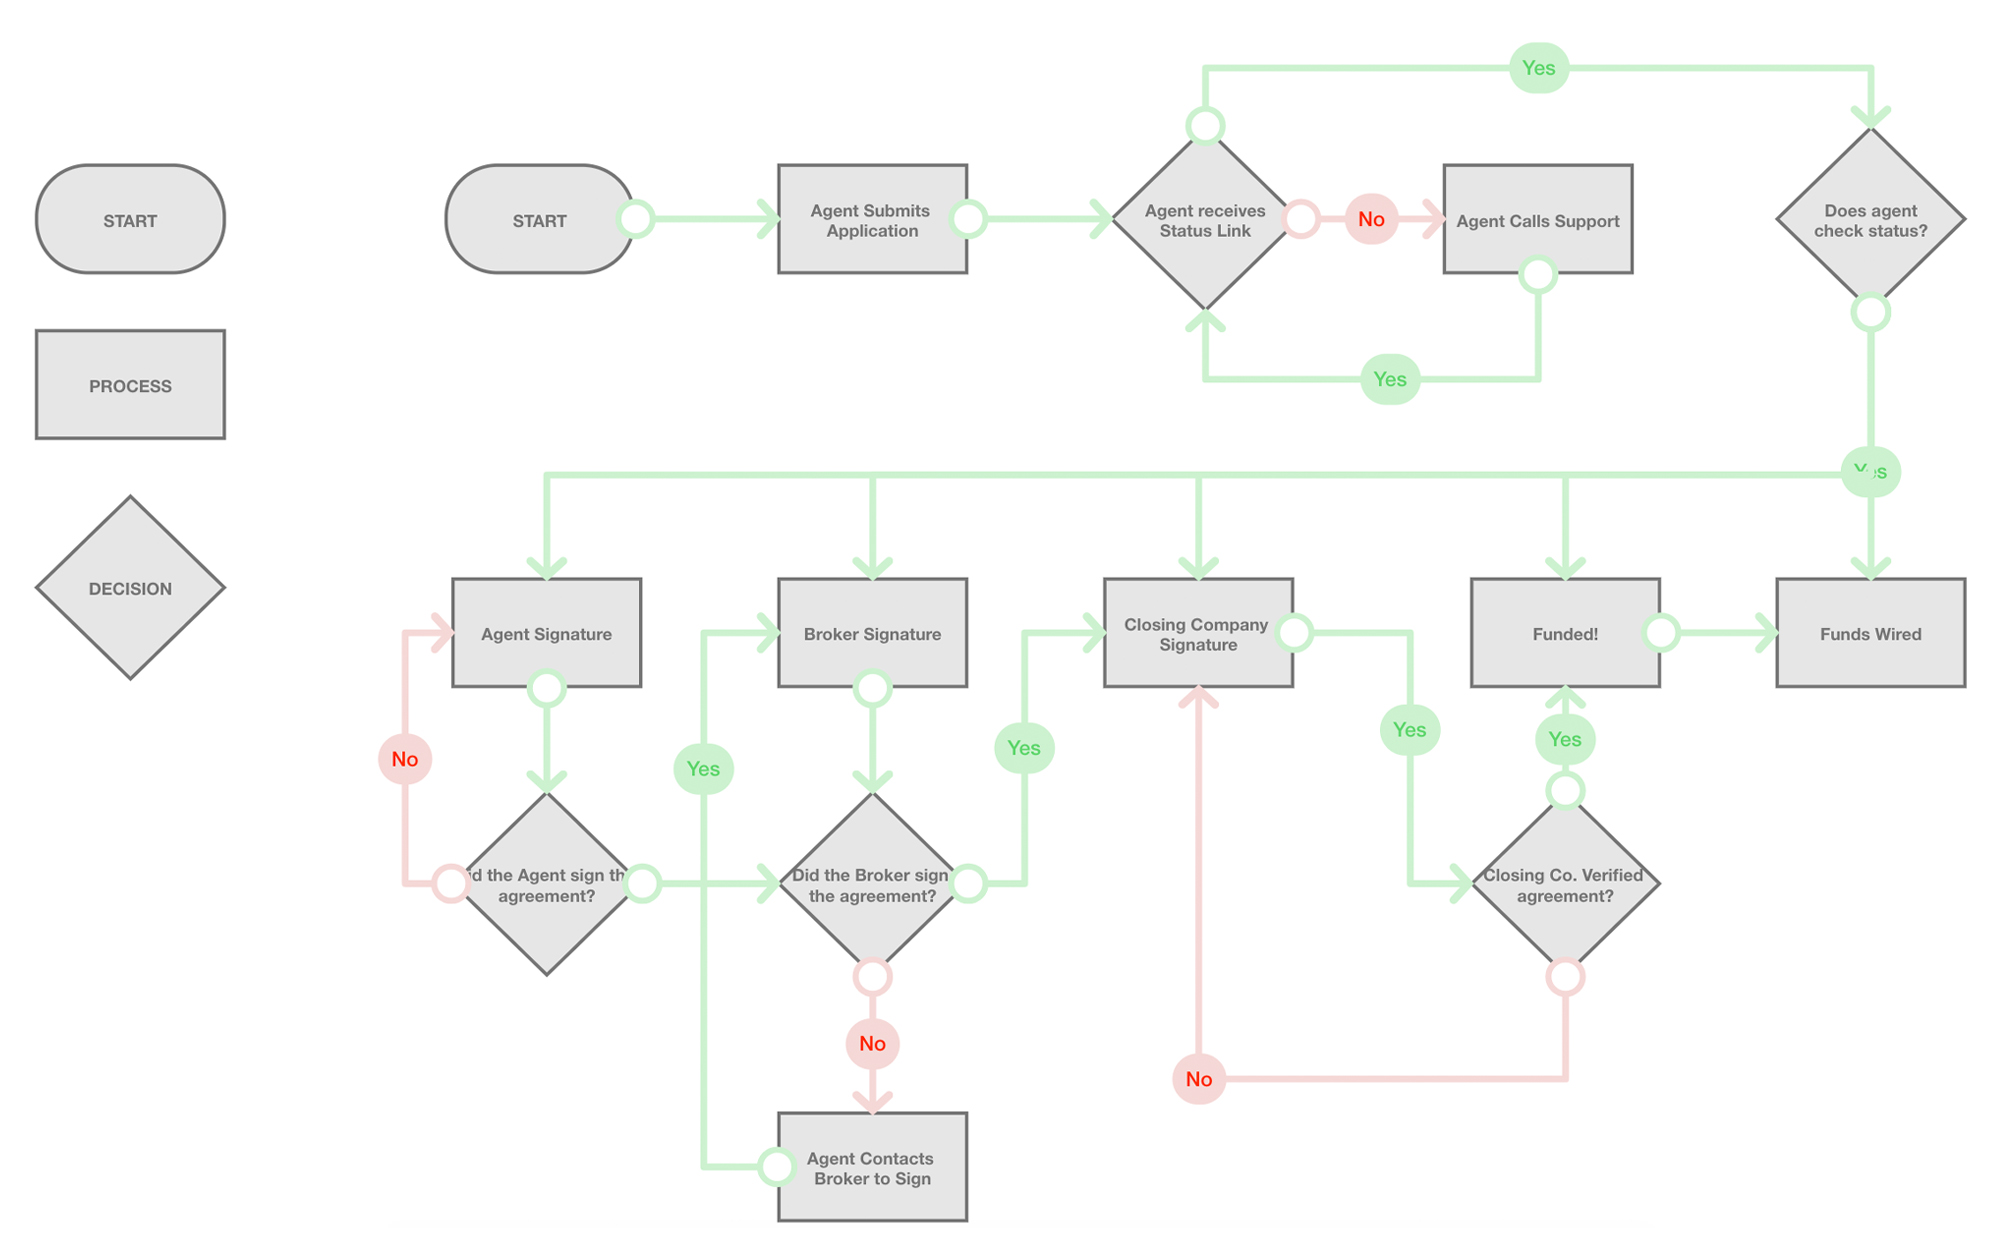 Yes
START
START
Agent Submits
Application
Agent receives
Status Link
No
Agent Calls Support
Does agent
check status?
Yes
PROCESS
Yes
DECISION
Agent Signature
Broker Signature
Closing Company
Signature
Funded!
Funds Wired
No
Yes
Yes
Yes
Yes
the Agent sign
agreement?
Did the Broker sign
the agreement?
Closing Co. Verified
agreement?
No
No
Agent Contacts
Broker to Sign